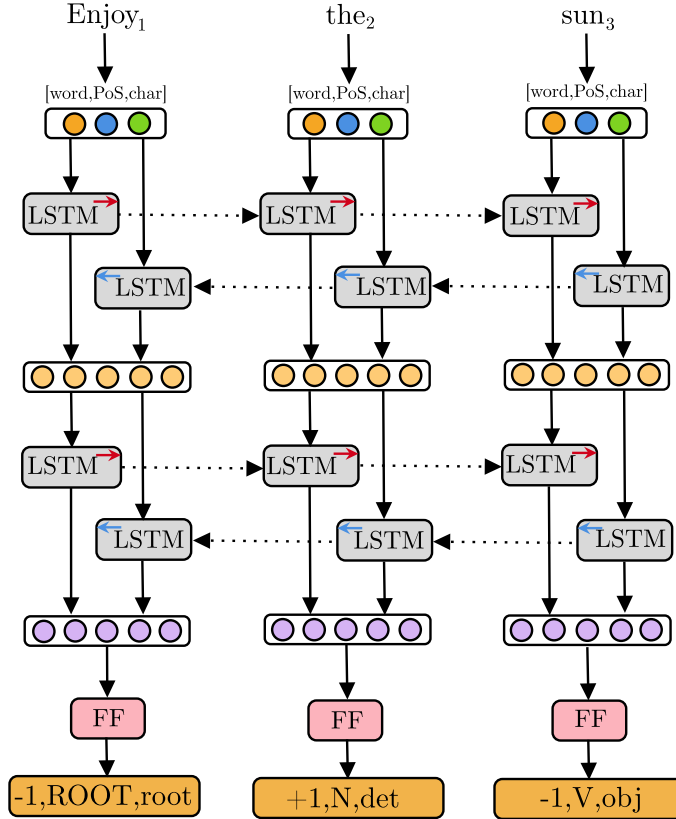 Enjoy₁ the₂ sun₃
[word,PoS,char] [word,PoS,char] [word,PoS,char]
LSTM LSTM LSTM
LSTM LSTM LSTM
LSTM LSTM LSTM
LSTM LSTM LSTM
FF FF FF
-1,ROOT,root +1,N,det -1,V,obj